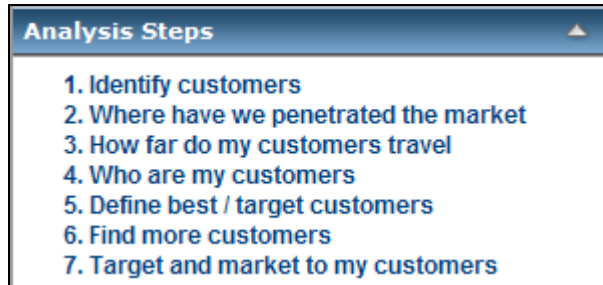 Analysis Steps
1. Identify customers
2. Where have we penetrated the market
3. How far do my customers travel
4. Who are my customers
5. Define best / target customers
6. Find more customers
7. Target and market to my customers